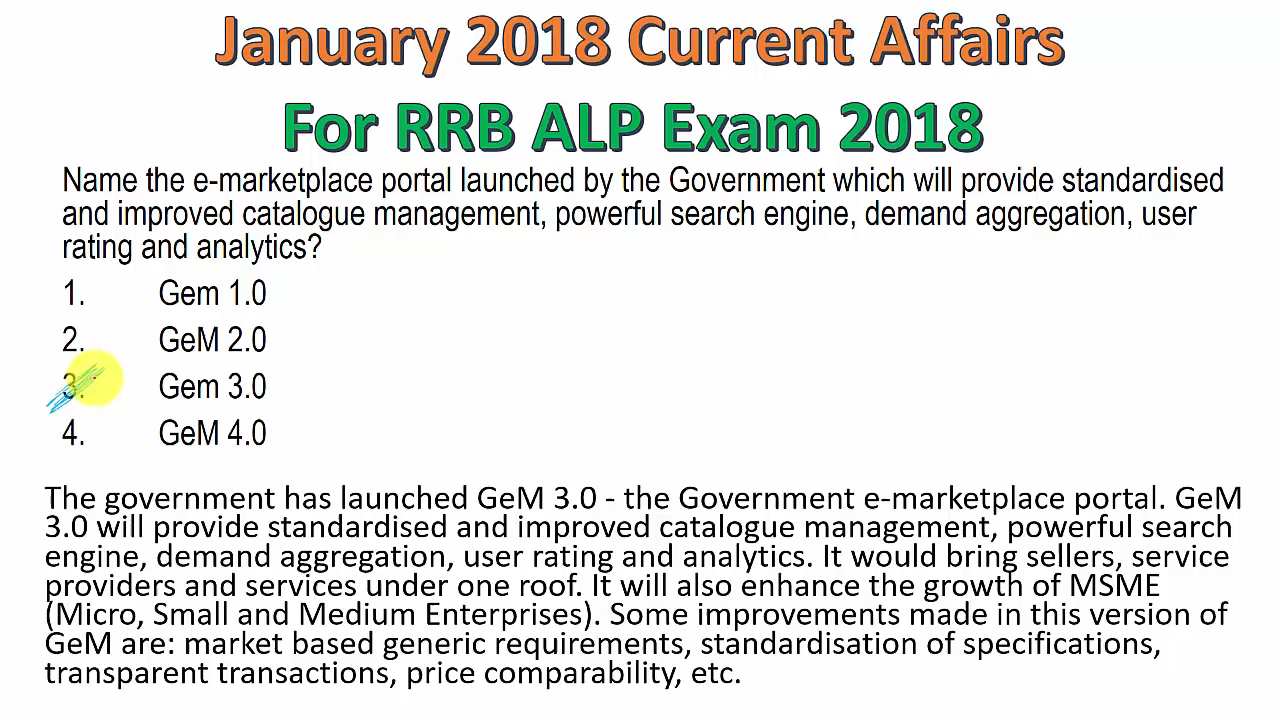 January 2018 Current Affairs
For RRB ALP Exam 2018
Name the e-marketplace portal launched by the Government which will provide standardised
and improved catalogue management, powerful search engine, demand aggregation, user
rating and analytics?
1. Gem 1.0
2. GeM 2.0
3. Gem 3.0
4. GeM 4.0
The government has launched GeM 3.0 - the Government e-marketplace portal. GeM
3.0 will provide standardised and improved catalogue management, powerful search
engine, demand aggregation, user rating and analytics. It would bring sellers, service
providers and services under one roof. It will also enhance the growth of MSME
(Micro, Small and Medium Enterprises). Some improvements made in this version of
GeM are: market based generic requirements, standardisation of specifications,
transparent transactions, price comparability, etc.